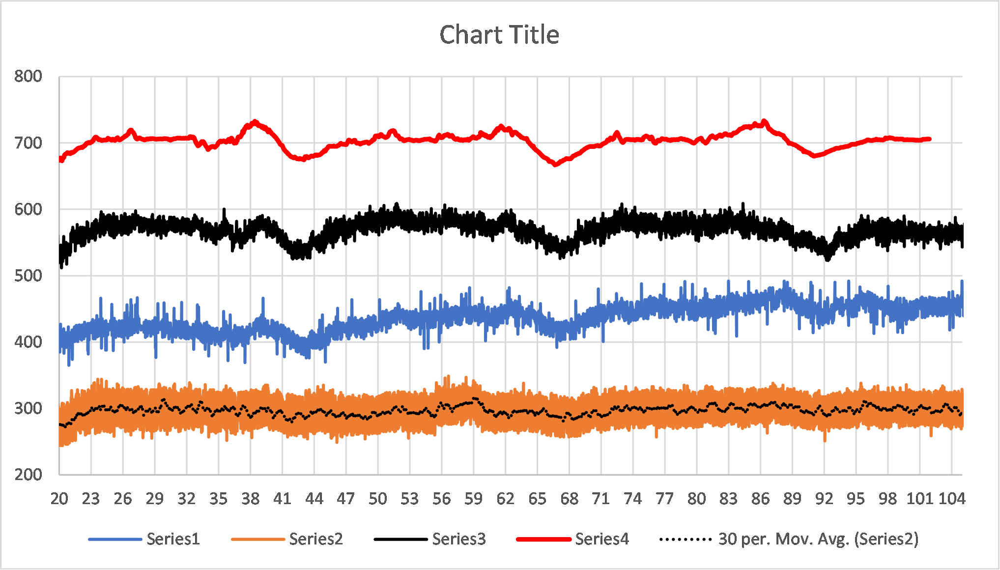 Chart Title
800
700
600
500
400
300
200
20 23 26 29 32 35 38 41 44 47 50 53 56 59 62 65 68 71 74 77 80 83 86 89 92 95 98 101 104
Series1 Series2 Series3 Series4 30 per. Mov. Avg. (Series2)